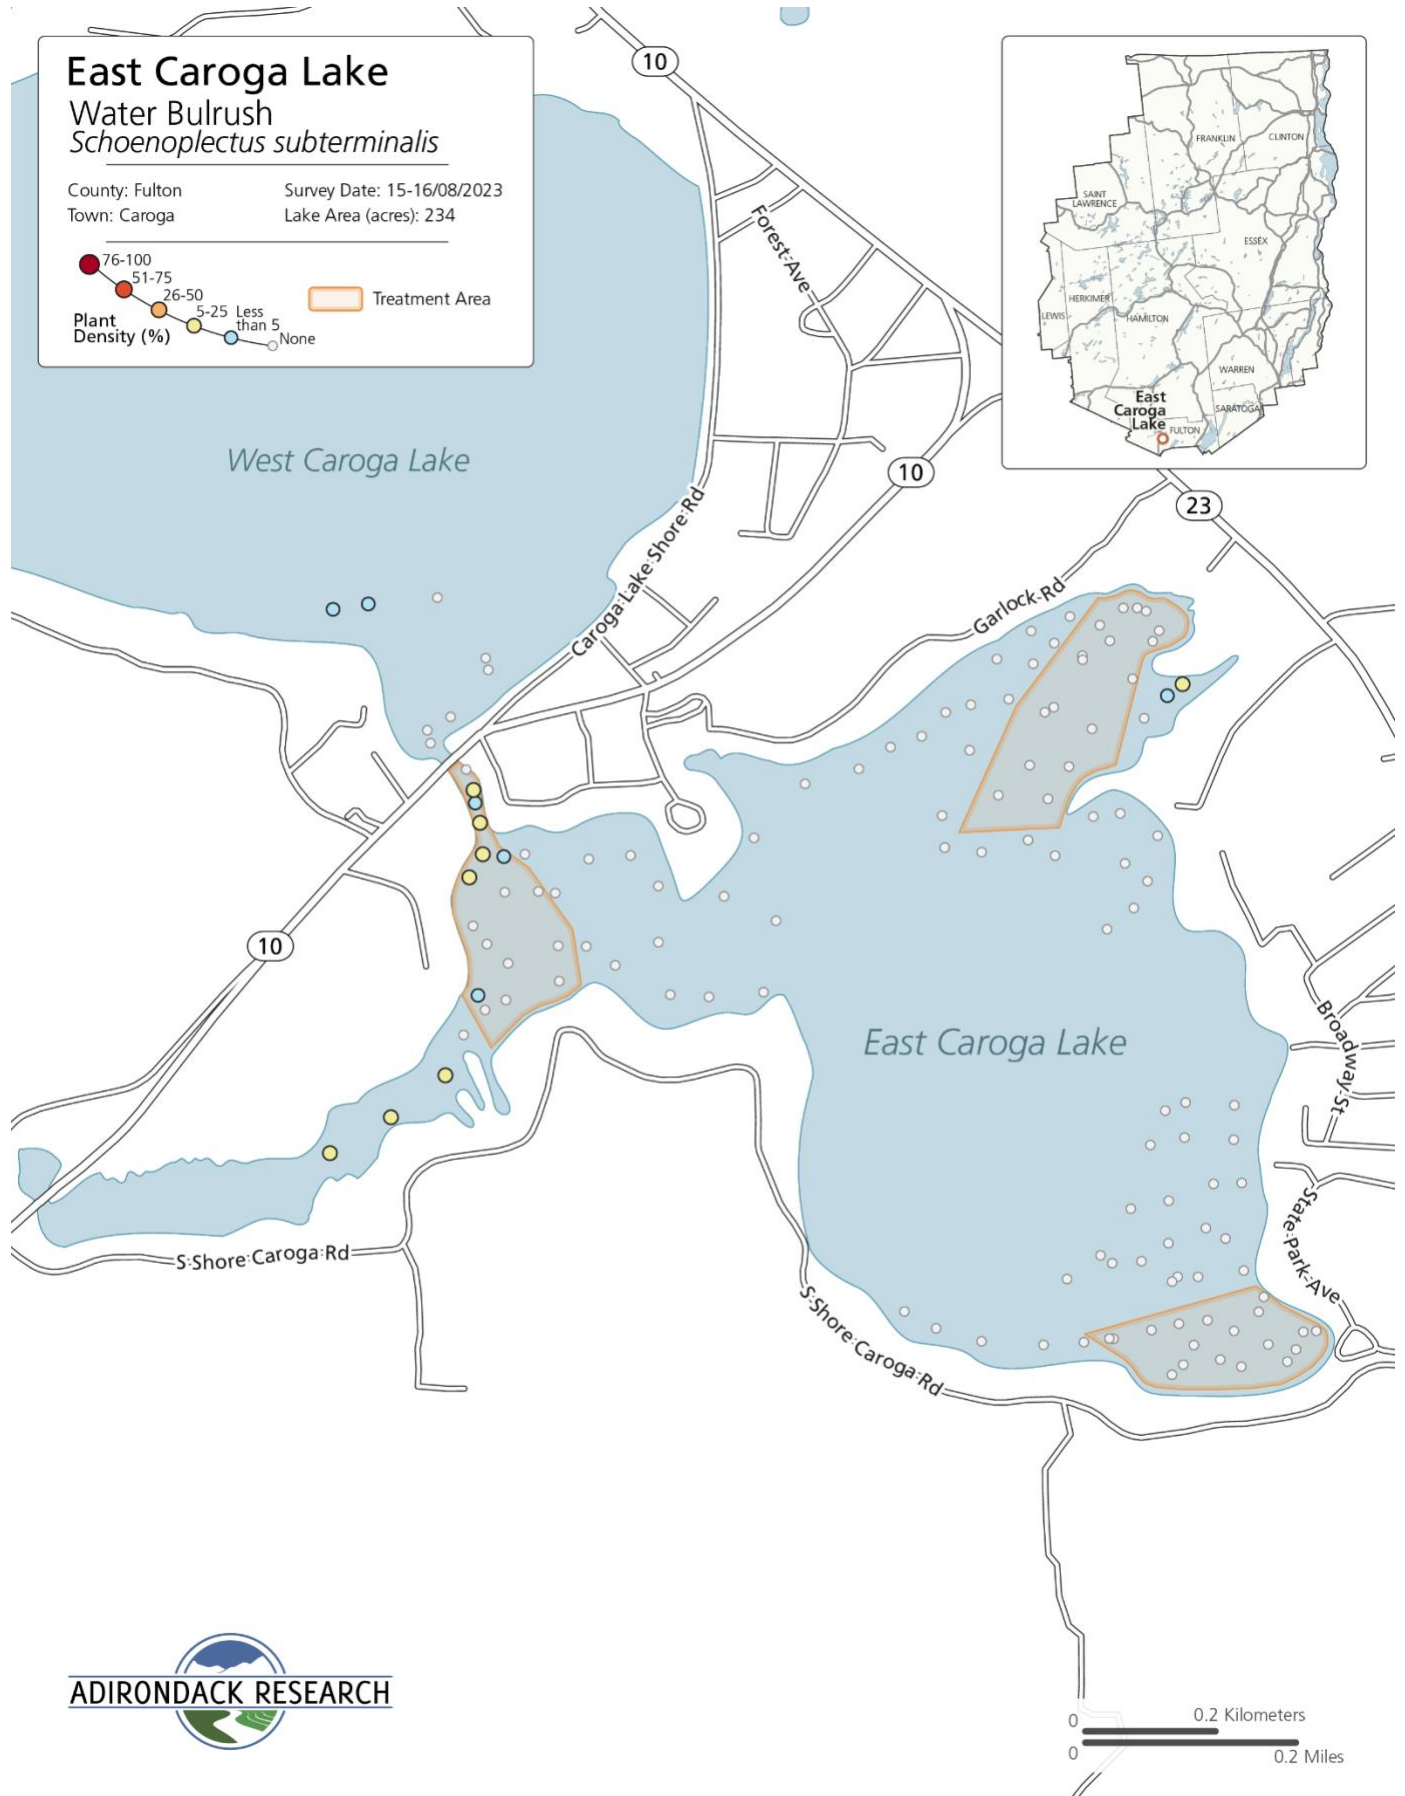 East Caroga Lake
Water Bulrush
Schoenoplectus subterminalis
County: Fulton
Survey Date: 15-16/08/2023
Town: Caroga
Lake Area (acres): 234
76-100
51-75
26-50
5-25
Less
than 5
None
Plant
Density (%)
Treatment Area
10
FRANKLIN
CLINTON
SAINT
LAWRENCE
ESSEX
HERKIMER
LEWIS
HAMILTON
WARREN
East
Caroga
Lake
SARATOGA
FULTON
Forest Ave
West Caroga Lake
10
23
Caroga Lake Shore Rd
Garlock Rd
10
East Caroga Lake
Broadway St
State Park Ave
S Shore Caroga Rd
S Shore Caroga Rd
ADIRONDACK RESEARCH
0
0.2 Kilometers
0
0.2 Miles